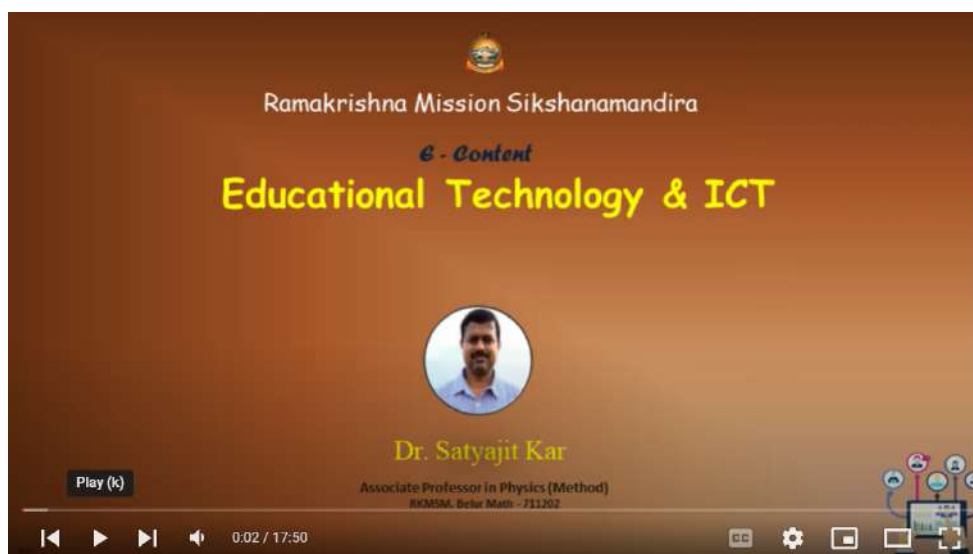 Ramakrishna Mission Sikshanamandira
E - Content
Educational Technology & ICT
Dr. Satyajit Kar
Associate Professor in Physics (Method)
RKMSM, Belur Math - 711202
Play (k)
0:02 / 17:50
CC